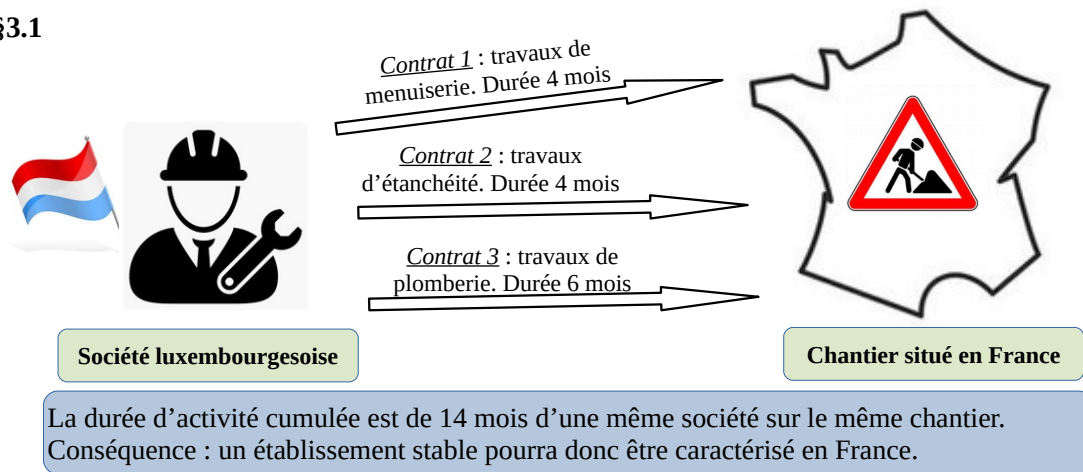 §3.1
Contrat 1 : travaux de
menuiserie. Durée 4 mois
Contrat 2 : travaux
d’étanchéité. Durée 4 mois
Contrat 3 : travaux de
plomberie. Durée 6 mois
Société luxembourgesoise
Chantier situé en France
La durée d’activité cumulée est de 14 mois d’une même société sur le même chantier.
Conséquence : un établissement stable pourra donc être caractérisé en France.